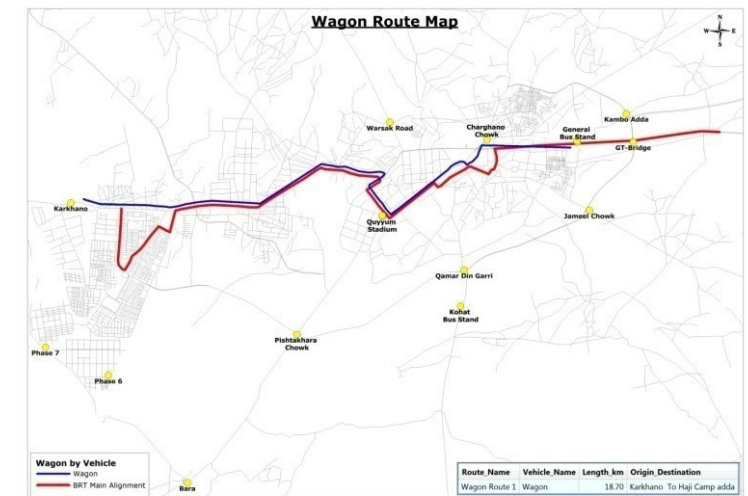 Wagon Route Map
N
W E
S
Kambo Adda
Warsak Road
Charghano
Chowk
General
Bus Stand
GT-Bridge
Karkhano
Quyyum
Stadium
Jameel Chowk
Qamar Din Garri
Kohat
Bus Stand
Pishtakhara
Chowk
Phase 7
Phase 6
Bara
Wagon by Vehicle
Wagon
BRT Main Alignment
Route_Name Vehicle_Name Length_km Origin_Destination
Wagon Route 1 Wagon 18.70 Karkhano To Haji Camp adda